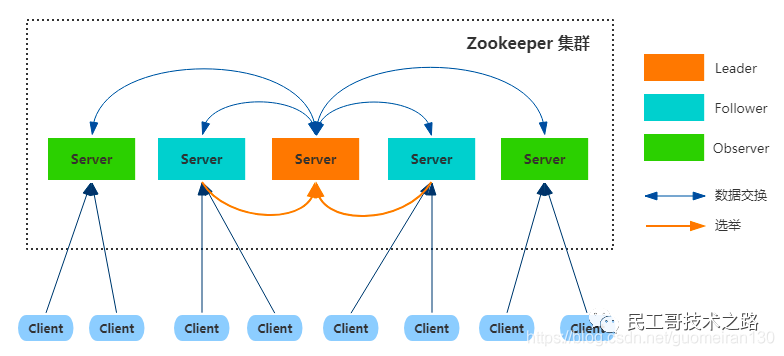 Zookeeper 集群
Leader
Follower
Observer
数据交换
选举
Server Server Server Server Server
Client Client Client Client Client Client Client Client
民工哥技术之路
https://blog.csdn.net/guomeiran130